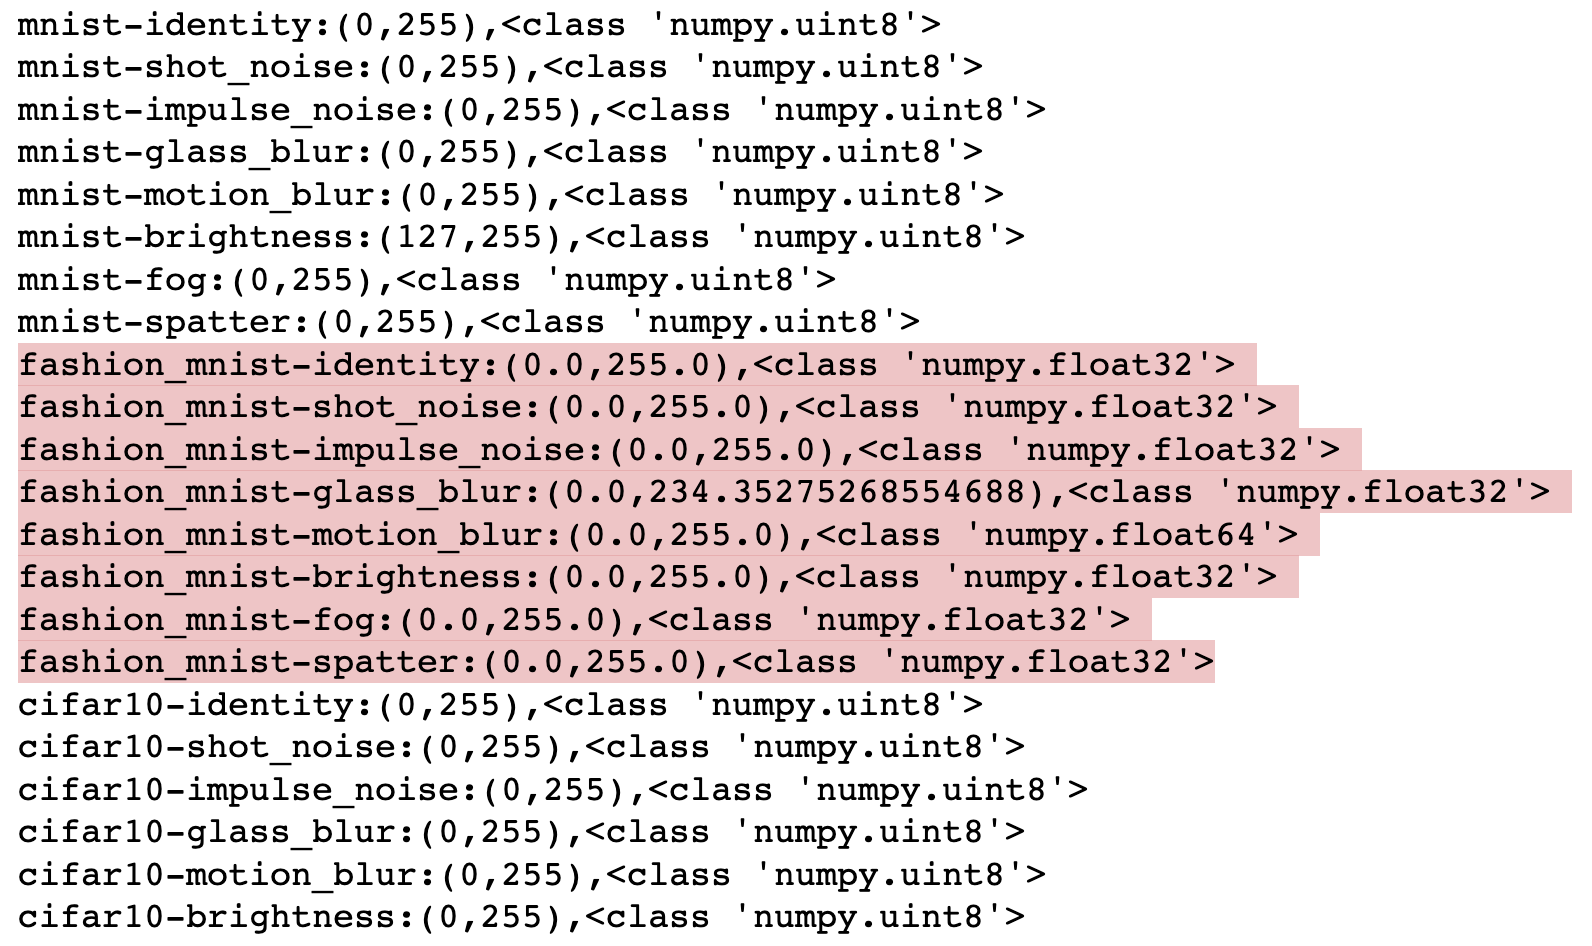 mnist-identity:(0,255),<class 'numpy.uint8'>
mnist-shot_noise:(0,255),<class 'numpy.uint8'>
mnist-impulse_noise:(0,255),<class 'numpy.uint8'>
mnist-glass_blur:(0,255),<class 'numpy.uint8'>
mnist-motion_blur:(0,255),<class 'numpy.uint8'>
mnist-brightness:(127,255),<class 'numpy.uint8'>
mnist-fog:(0,255),<class 'numpy.uint8'>
mnist-spatter:(0,255),<class 'numpy.uint8'>
fashion_mnist-identity:(0.0,255.0),<class 'numpy.float32'>
fashion_mnist-shot_noise:(0.0,255.0),<class 'numpy.float32'>
fashion_mnist-impulse_noise:(0.0,255.0),<class 'numpy.float32'>
fashion_mnist-glass_blur:(0.0,234.35275268554688),<class 'numpy.float32'>
fashion_mnist-motion_blur:(0.0,255.0),<class 'numpy.float64'>
fashion_mnist-brightness:(0.0,255.0),<class 'numpy.float32'>
fashion_mnist-fog:(0.0,255.0),<class 'numpy.float32'>
fashion_mnist-spatter:(0.0,255.0),<class 'numpy.float32'>
cifar10-identity:(0,255),<class 'numpy.uint8'>
cifar10-shot_noise:(0,255),<class 'numpy.uint8'>
cifar10-impulse_noise:(0,255),<class 'numpy.uint8'>
cifar10-glass_blur:(0,255),<class 'numpy.uint8'>
cifar10-motion_blur:(0,255),<class 'numpy.uint8'>
cifar10-brightness:(0,255),<class 'numpy.uint8'>